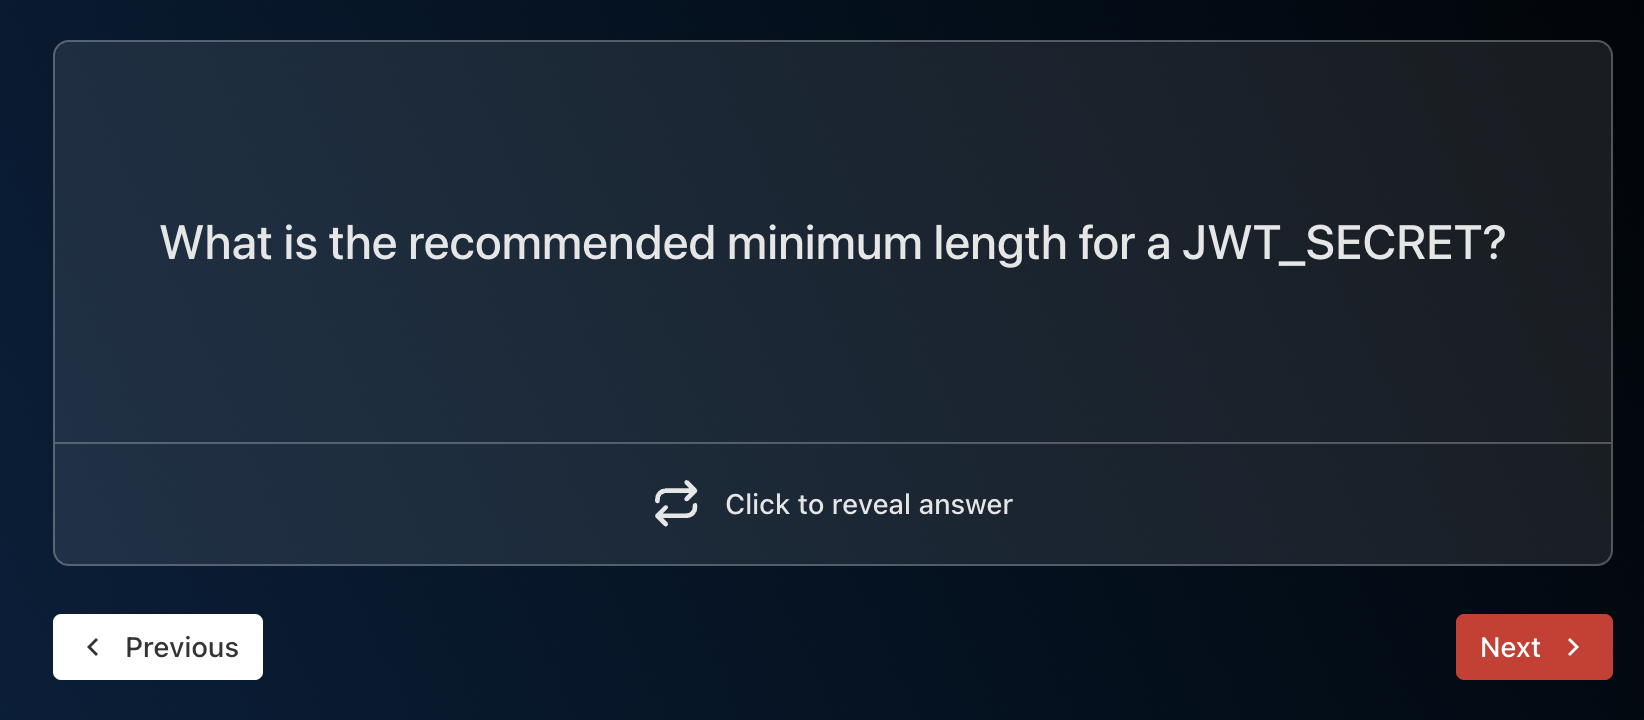 What is the recommended minimum length for a JWT_SECRET?
Click to reveal answer
Previous
Next